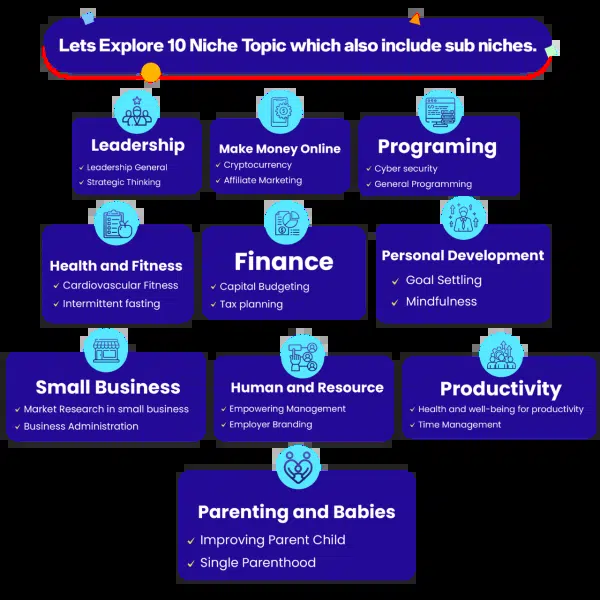 Lets Explore 10 Niche Topic which also include sub niches.
Leadership
Leadership General
Strategic Thinking
Make Money Online
Cryptocurrency
Affiliate Marketing
Programing
Cyber security
General Programming
Health and Fitness
Cardiovascular Fitness
Intermittent fasting
Finance
Capital Budgeting
Tax planning
Personal Development
Goal Settling
Mindfulness
Small Business
Market Research in small business
Business Administration
Human and Resource
Empowering Management
Employer Branding
Productivity
Health and well-being for productivity
Time Management
Parenting and Babies
Improving Parent Child
Single Parenthood